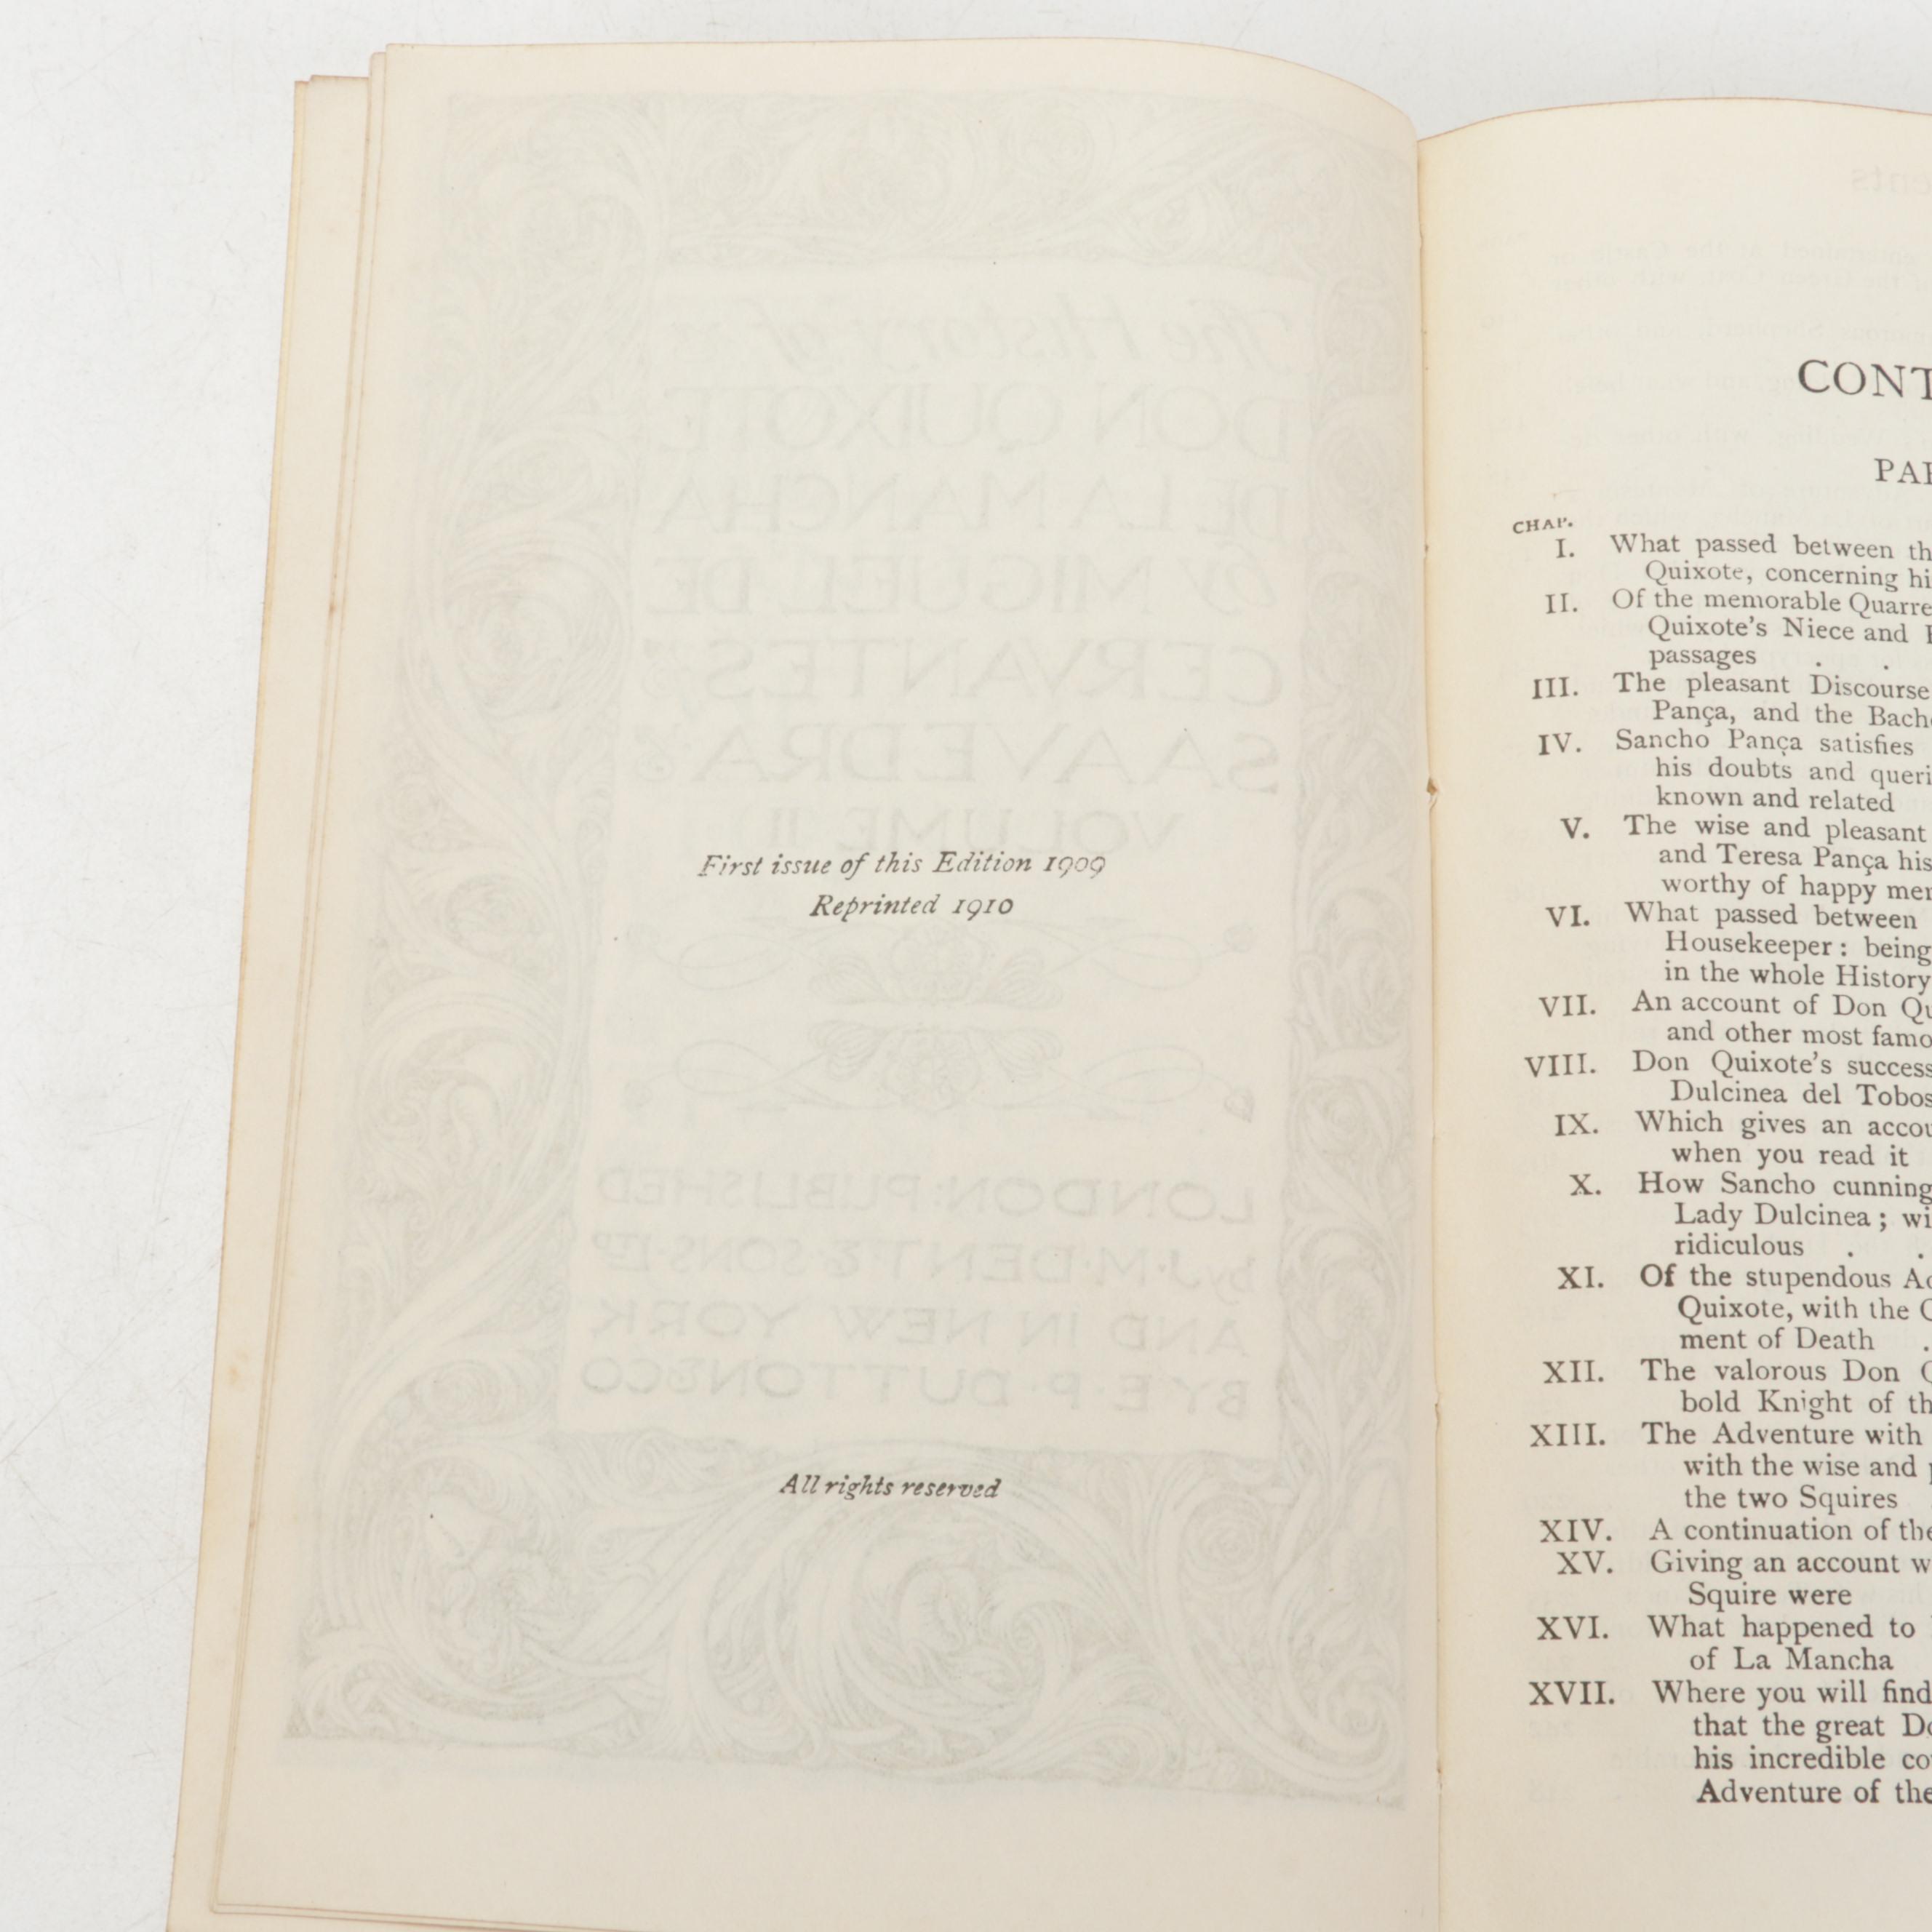 First issue of this Edition 1909
Reprinted 1910
All rights reserved
The History of
DON QUIXOTE
DE LA MANCHA
By MIGUEL DE
CERVANTES
SAAVEDRA
VOLUME II
LONDON: PUBLISHED
by J. M. DENT & SONS LTD
AND IN NEW YORK
BY E. P. DUTTON & CO
CONT
PAR
CHAP.
I. What passed between th
Quixote, concerning hi
II. Of the memorable Quarre
Quixote's Niece and
passages . .
III. The pleasant Discourse
Pança, and the Bach
IV. Sancho Pança satisfies
his doubts and queri
known and related
V. The wise and pleasant
and Teresa Pança his
worthy of happy me
VI. What passed between
Housekeeper: being
in the whole History
VII. An account of Don Qu
and other most famo
VIII. Don Quixote's success
Dulcinea del Tobos
IX. Which gives an accou
when you read it
X. How Sancho cunning
Lady Dulcinea; wi
ridiculous . .
XI. Of the stupendous A
Quixote, with the C
ment of Death .
XII. The valorous Don Q
bold Knight of th
XIII. The Adventure with
with the wise and p
the two Squires
XIV. A continuation of the
XV. Giving an account w
Squire were
XVI. What happened to
of La Mancha
XVII. Where you will find
that the great Do
his incredible co
Adventure of the